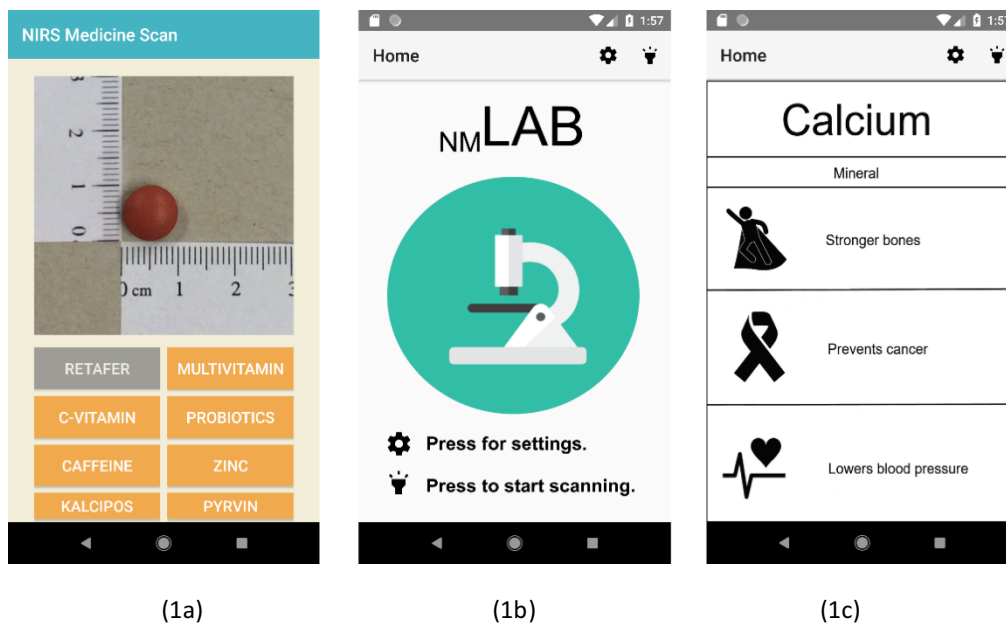 NIRS Medicine Scan
3
2
1
0
0 cm 1 2 3
RETAFER MULTIVITAMIN
C-VITAMIN PROBIOTICS
CAFFEINE ZINC
KALCIPOS PYRVIN
(1a)
1:57
Home
NMLAB
Press for settings.
Press to start scanning.
(1b)
1:57
Home
Calcium
Mineral
Stronger bones
Prevents cancer
Lowers blood pressure
(1c)